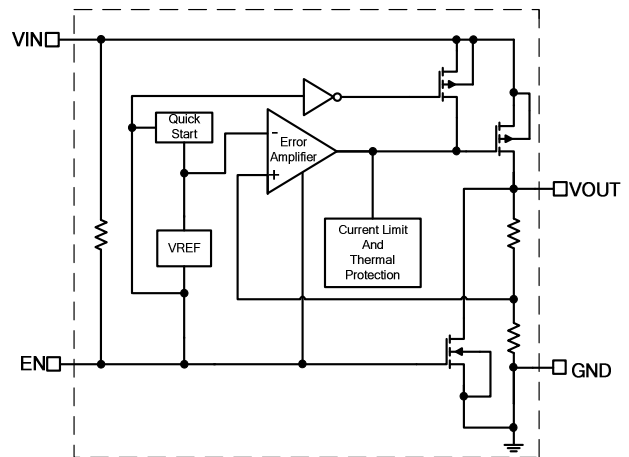 VIN
Quick
Start
-
Error
Amplifier
+
VOUT
VREF
Current Limit
And
Thermal
Protection
EN
GND